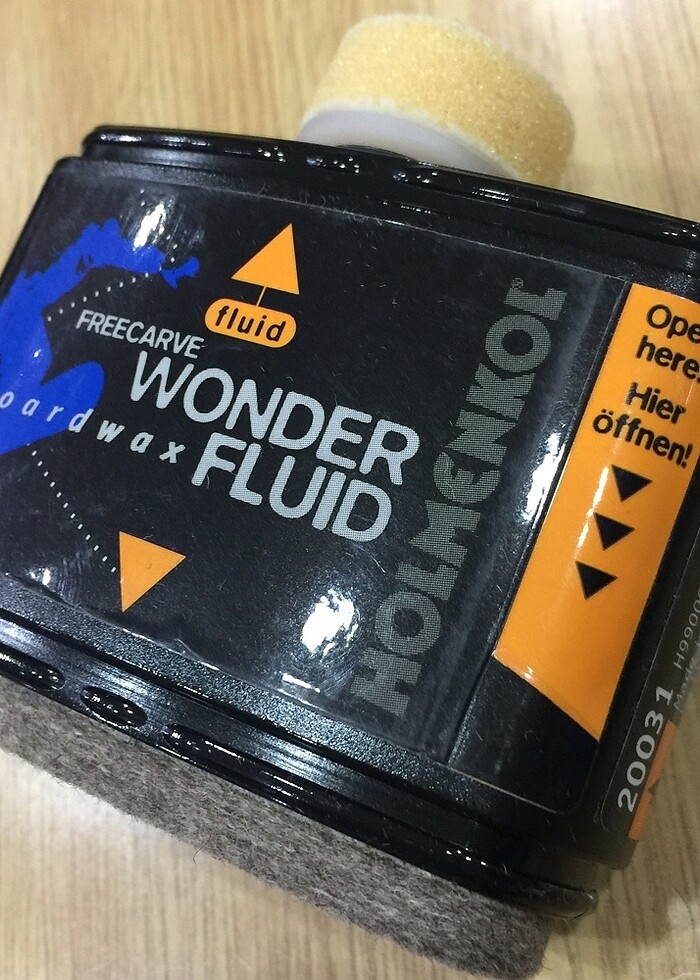 fluid
FREECARVE
WONDER
oardwax
FLUID
HOLMENKOL®
Ope
here!
Hier
öffnen!
20031